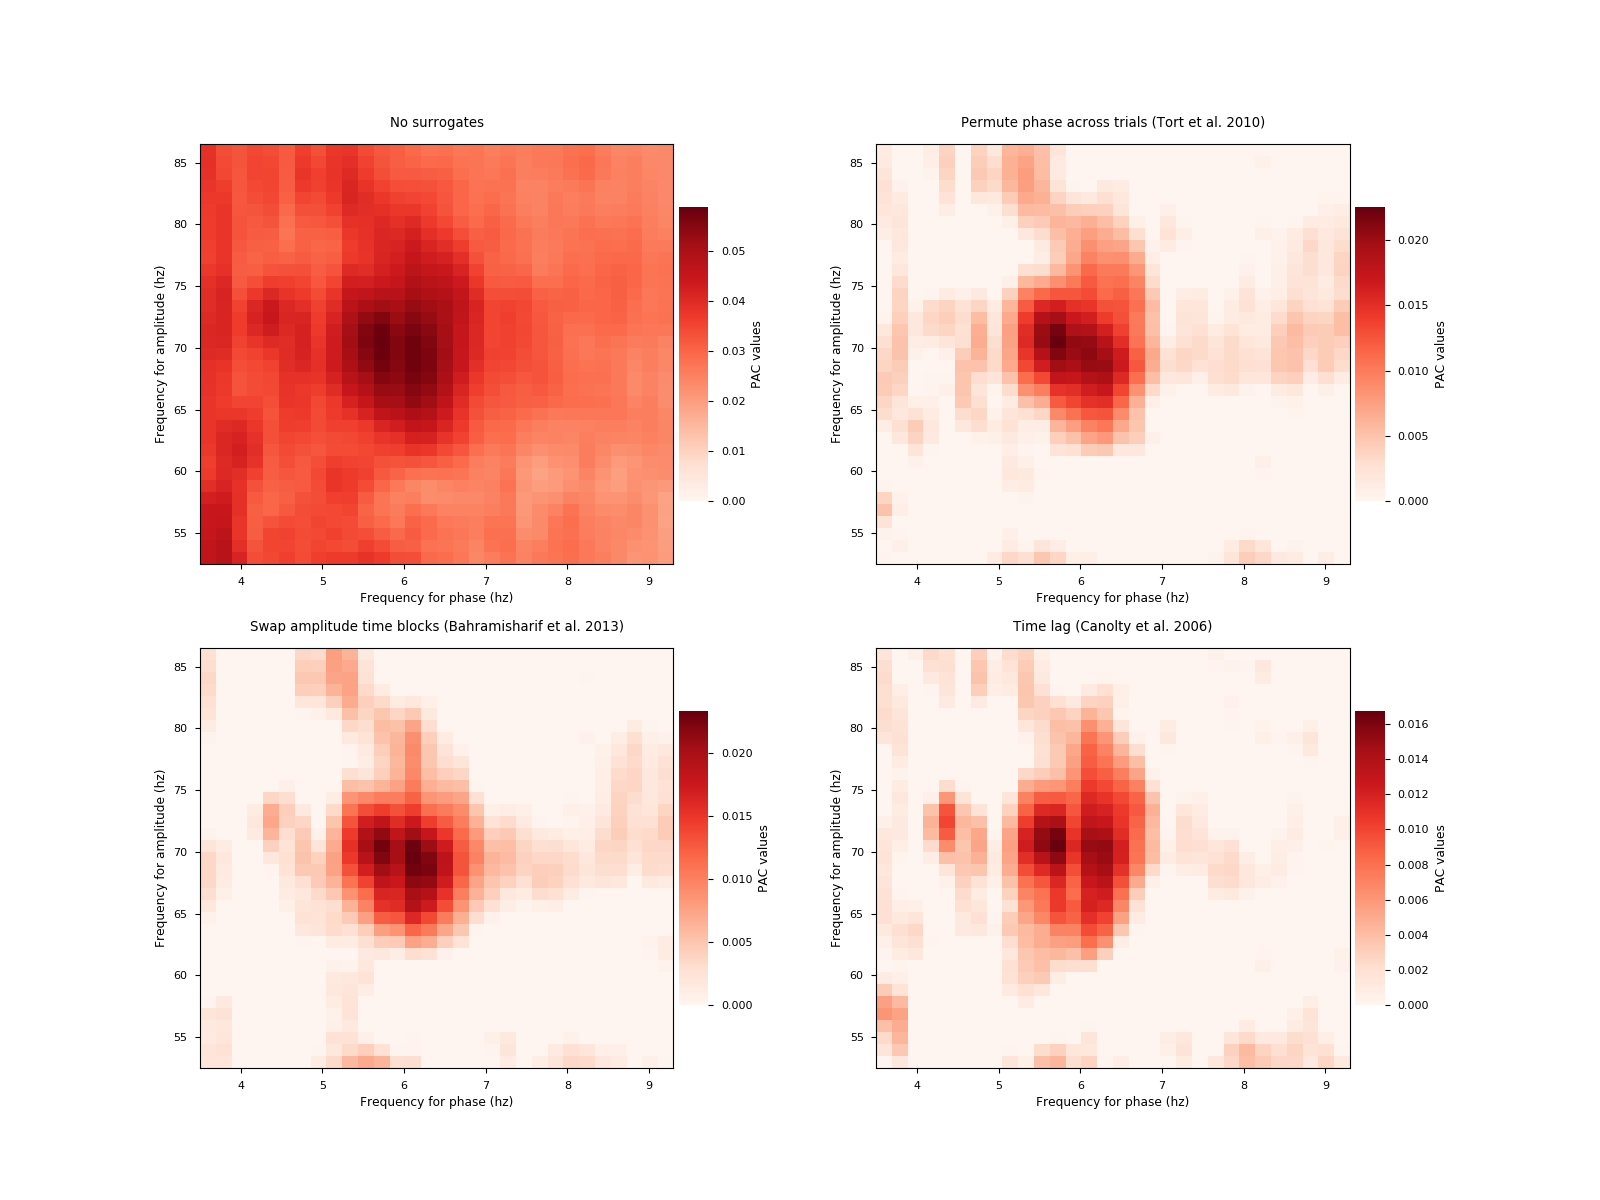 No surrogates
Frequency for amplitude (hz)
85
80
75
70
65
60
55
4 5 6 7 8 9
Frequency for phase (hz)
0.05
0.04
0.03
0.02
0.01
0.00
PAC values
Permute phase across trials (Tort et al. 2010)
Frequency for amplitude (hz)
85
80
75
70
65
60
55
4 5 6 7 8 9
Frequency for phase (hz)
0.020
0.015
0.010
0.005
0.000
PAC values
Swap amplitude time blocks (Bahramisharif et al. 2013)
Frequency for amplitude (hz)
85
80
75
70
65
60
55
4 5 6 7 8 9
Frequency for phase (hz)
0.020
0.015
0.010
0.005
0.000
PAC values
Time lag (Canolty et al. 2006)
Frequency for amplitude (hz)
85
80
75
70
65
60
55
4 5 6 7 8 9
Frequency for phase (hz)
0.016
0.014
0.012
0.010
0.008
0.006
0.004
0.002
0.000
PAC values